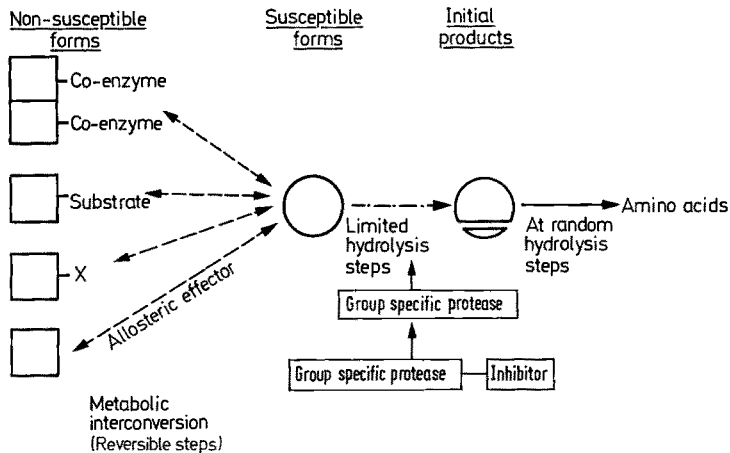 Non-susceptible
forms
Susceptible
forms
Initial
products
Co-enzyme
Co-enzyme
Substrate
X
Allosteric effector
Limited
hydrolysis
steps
At random
hydrolysis
steps
Amino acids
Group specific protease
Group specific protease
Inhibitor
Metabolic
interconversion
(Reversible steps)